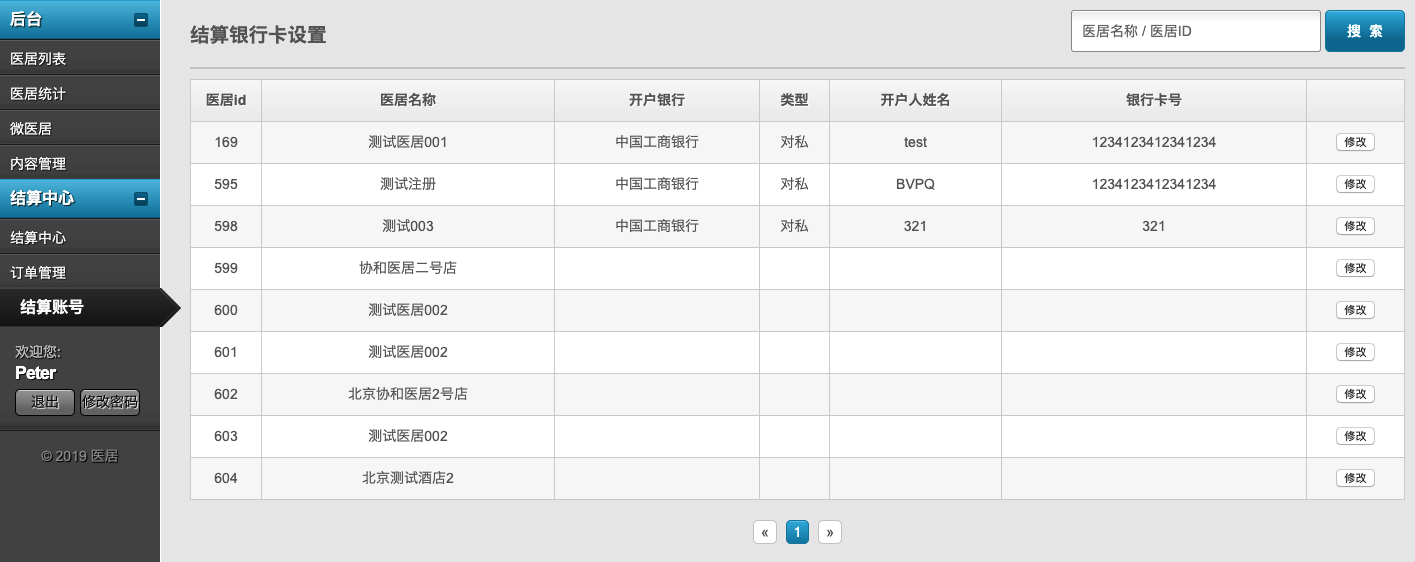 后台
医居列表
医居统计
微医居
内容管理
结算中心
结算中心
订单管理
结算账号
欢迎您:
Peter
退出 修改密码
© 2019 医居
结算银行卡设置
医居名称 / 医居ID 搜 索
医居id 医居名称 开户银行 类型 开户人姓名 银行卡号
169 测试医居001 中国工商银行 对私 test 1234123412341234 修改
595 测试注册 中国工商银行 对私 BVPQ 1234123412341234 修改
598 测试003 中国工商银行 对私 321 321 修改
599 协和医居二号店 修改
600 测试医居002 修改
601 测试医居002 修改
602 北京协和医居2号店 修改
603 测试医居002 修改
604 北京测试酒店2 修改
« 1 »